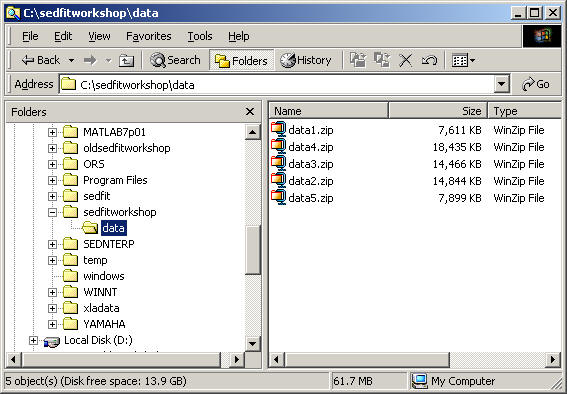 C:\sedfitworkshop\data
File Edit View Favorites Tools Help
Back Search Folders History
Address C:\sedfitworkshop\data Go
Folders
MATLAB7p01
oldsedfitworkshop
ORS
Program Files
sedfit
sedfitworkshop
data
SEDNTERP
temp
windows
WINNT
xladata
YAMAHA
Local Disk (D:)
Name Size Type
data1.zip 7,611 KB WinZip File
data4.zip 18,435 KB WinZip File
data3.zip 14,466 KB WinZip File
data2.zip 14,844 KB WinZip File
data5.zip 7,899 KB WinZip File
5 object(s) (Disk free space: 13.9 GB) 61.7 MB My Computer